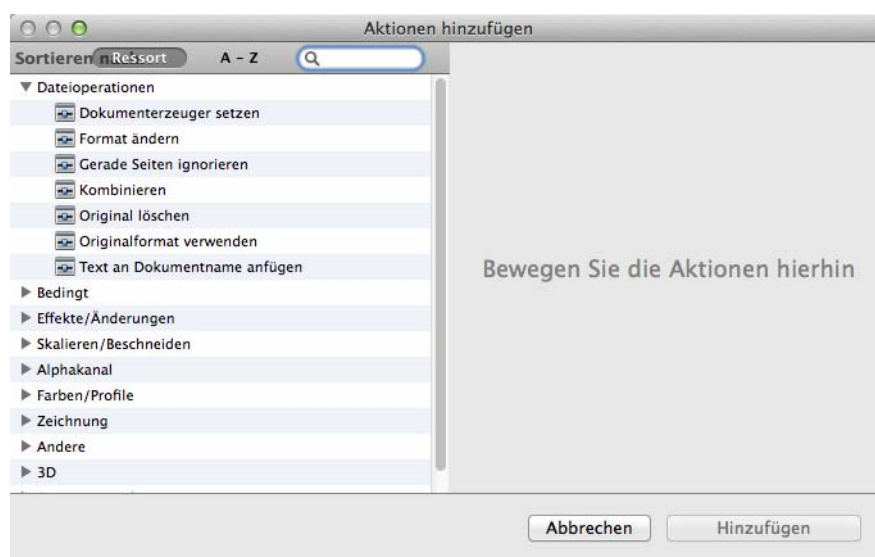 Aktionen hinzufügen
Sortieren Ressort A – Z
Dateioperationen
Dokumenterzeuger setzen
Format ändern
Gerade Seiten ignorieren
Kombinieren
Original löschen
Originalformat verwenden
Text an Dokumentname anfügen
Bewegen Sie die Aktionen hierhin
Bedingt
Effekte/Änderungen
Skalieren/Beschneiden
Alphakanal
Farben/Profile
Zeichnung
Andere
3D
Abbrechen Hinzufügen